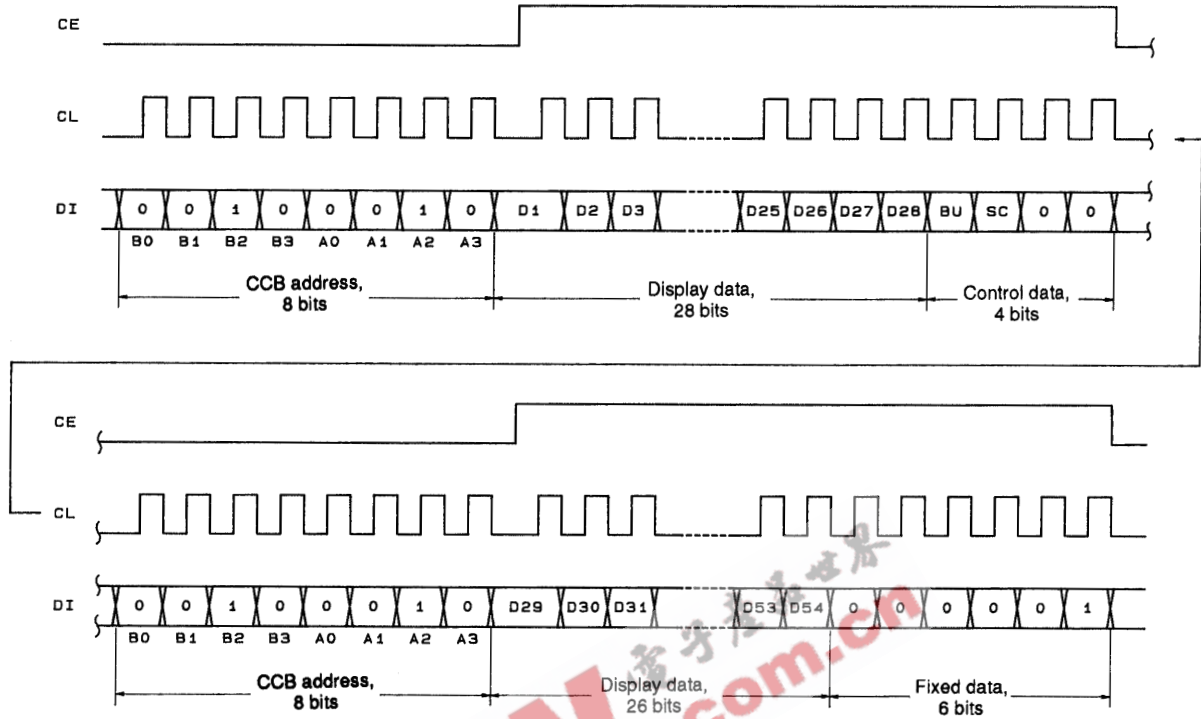 CE
CL
DI 0 0 1 0 0 0 1 0 D1 D2 D3 D25 D26 D27 D28 BU SC 0 0
B0 B1 B2 B3 A0 A1 A2 A3
CCB address,
8 bits
Display data,
28 bits
Control data,
4 bits
CE
CL
DI 0 0 1 0 0 0 1 0 D29 D30 D31 D53 D54 0 0 0 0 0 1
B0 B1 B2 B3 A0 A1 A2 A3
CCB address,
8 bits
Display data,
26 bits
Fixed data,
6 bits
com.cn